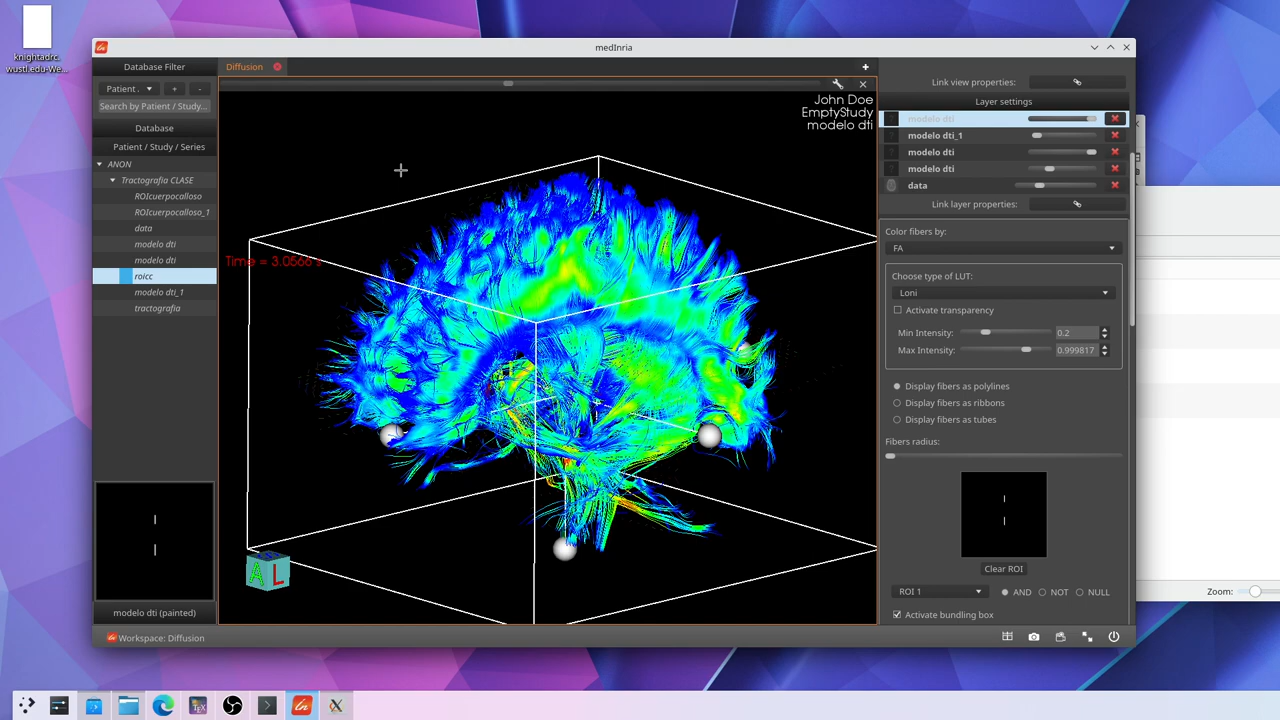 knightadrc.
wustl.edu-We...
medInria
Database Filter
Patient .
+
-
Search by Patient / Study...
Database
Patient / Study / Series
ANON
Tractografia CLASE
ROIcuerpocalloso
ROIcuerpocalloso_1
data
modelo dti
modelo dti
roicc
modelo dti_1
tractografia
modelo dti (painted)
Diffusion
+
John Doe
EmptyStudy
modelo dti
Time = 3.0566 s
A L
Link view properties:
Layer settings
modelo dti
modelo dti_1
modelo dti
modelo dti
data
Link layer properties:
Color fibers by:
FA
Choose type of LUT:
Loni
Activate transparency
Min Intensity: 0.2
Max Intensity: 0.999817
Display fibers as polylines
Display fibers as ribbons
Display fibers as tubes
Fibers radius:
Clear ROI
ROI 1 AND NOT NULL
Activate bundling box
Workspace: Diffusion
Zoom: